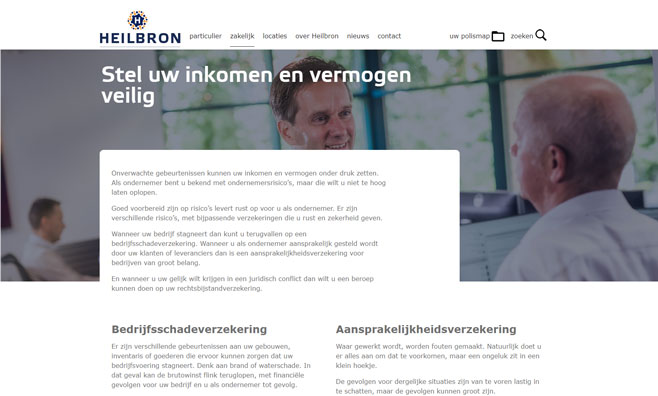 HEILBRON
particulier zakelijk locaties over Heilbron nieuws contact uw polismap zoeken
Stel uw inkomen en vermogen
veilig
Onverwachte gebeurtenissen kunnen uw inkomen en vermogen onder druk zetten.
Als ondernemer bent u bekend met ondernemersrisico's, maar die wilt u niet te hoog
laten oplopen.
Goed voorbereid zijn op risico's levert rust op voor u als ondernemer. Er zijn
verschillende risico's, met bijpassende verzekeringen die u rust en zekerheid geven.
Wanneer uw bedrijf stagneert dan kunt u terugvallen op een
bedrijfsschadeverzekering. Wanneer u als ondernemer aansprakelijk gesteld wordt
door uw klanten of leveranciers dan is een aansprakelijkheidsverzekering voor
bedrijven van groot belang.
En wanneer u uw gelijk wilt krijgen in een juridisch conflict dan wilt u een beroep
kunnen doen op uw rechtsbijstandverzekering.
Bedrijfsschadeverzekering
Er zijn verschillende gebeurtenissen aan uw gebouwen,
inventaris of goederen die ervoor kunnen zorgen dat uw
bedrijfsvoering stagneert. Denk aan brand of waterschade. In
dat geval kan de brutowinst flink teruglopen, met financiële
gevolgen voor uw bedrijf en u als ondernemer tot gevolg.
Aansprakelijkheidsverzekering
Waar gewerkt wordt, worden fouten gemaakt. Natuurlijk doet u
er alles aan om dat te voorkomen, maar een ongeluk zit in een
klein hoekje.
De gevolgen voor dergelijke situaties zijn van te voren lastig in
te schatten, maar de gevolgen kunnen groot zijn.